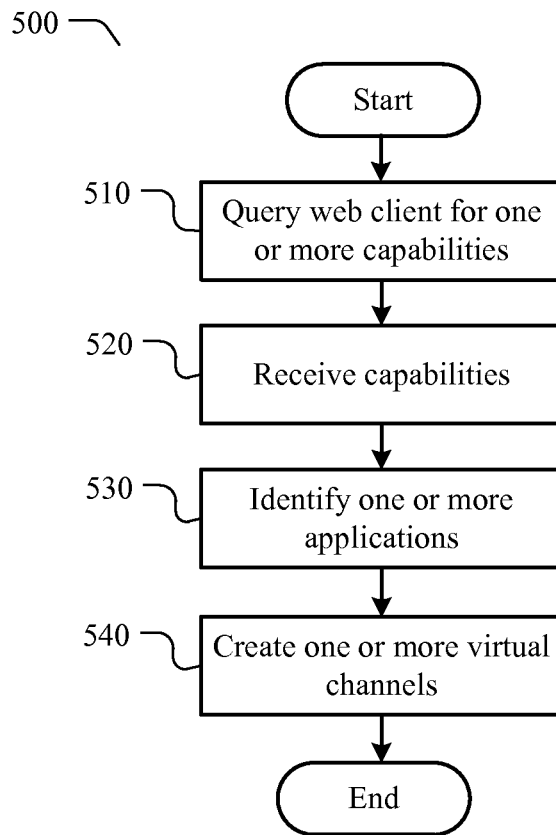 500
Start
510
Query web client for one
or more capabilities
520
Receive capabilities
530
Identify one or more
applications
540
Create one or more virtual
channels
End